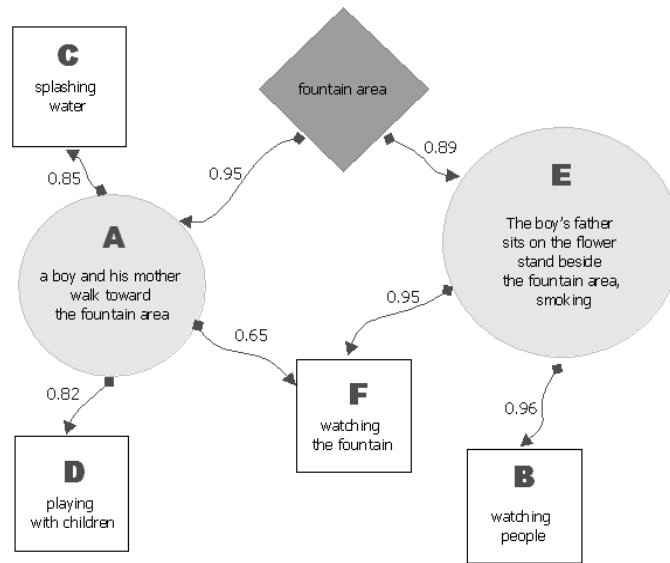 C
splashing
water
fountain area
0.85
0.95
0.89
A
a boy and his mother
walk toward
the fountain area
E
The boy's father
sits on the flower
stand beside
the fountain area,
smoking
0.95
0.65
0.82
0.96
F
watching
the fountain
D
playing
with children
B
watching
people